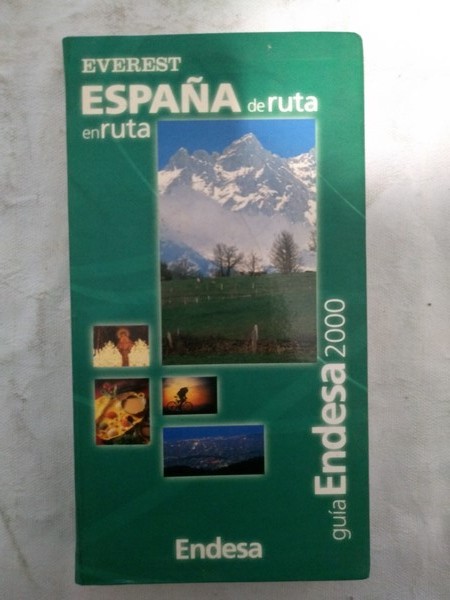 EVEREST
ESPAÑA de ruta
en ruta
guía Endesa 2000
Endesa